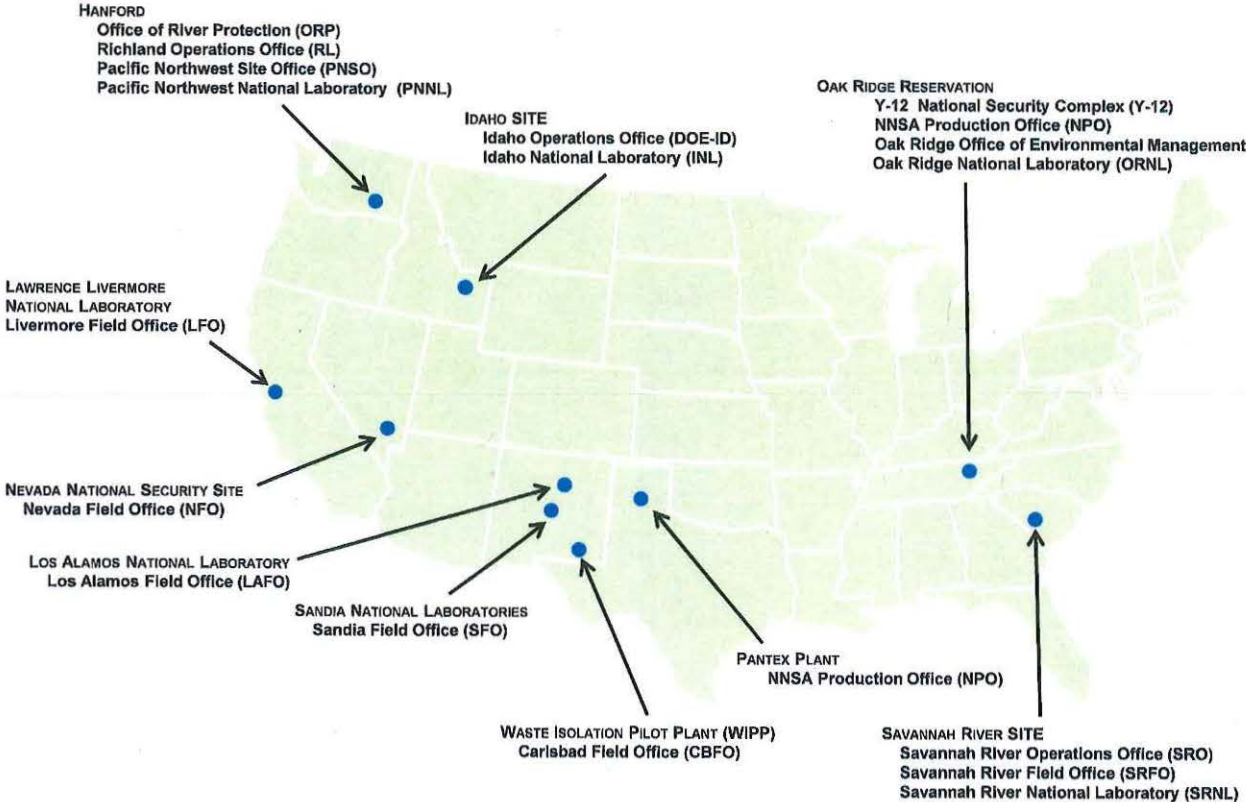 HANFORD
Office of River Protection (ORP)
Richland Operations Office (RL)
Pacific Northwest Site Office (PNSO)
Pacific Northwest National Laboratory (PNNL)
IDAHO SITE
Idaho Operations Office (DOE-ID)
Idaho National Laboratory (INL)
OAK RIDGE RESERVATION
Y-12 National Security Complex (Y-12)
NNSA Production Office (NPO)
Oak Ridge Office of Environmental Management
Oak Ridge National Laboratory (ORNL)
LAWRENCE LIVERMORE
NATIONAL LABORATORY
Livermore Field Office (LFO)
NEVADA NATIONAL SECURITY SITE
Nevada Field Office (NFO)
LOS ALAMOS NATIONAL LABORATORY
Los Alamos Field Office (LAFO)
SANDIA NATIONAL LABORATORIES
Sandia Field Office (SFO)
PANTEX PLANT
NNSA Production Office (NPO)
WASTE ISOLATION PILOT PLANT (WIPP)
Carlsbad Field Office (CBFO)
SAVANNAH RIVER SITE
Savannah River Operations Office (SRO)
Savannah River Field Office (SRFO)
Savannah River National Laboratory (SRNL)